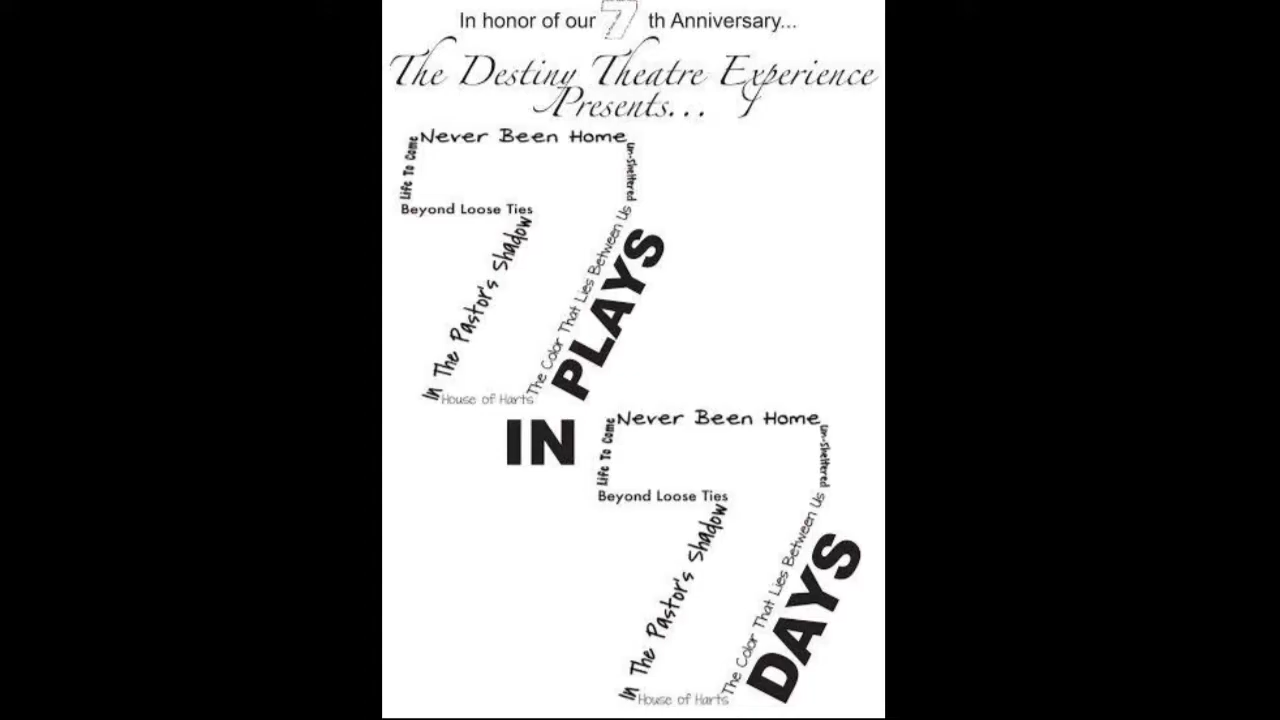 In honor of our 7th Anniversary...
The Destiny Theatre Experience
Presents...
Never Been Home
Life To Come
un-sheltered
Beyond Loose Ties
In The Pastor's Shadow
The Color That Lies Between Us
House of Harts
PLAYS
IN
Never Been Home
Life To Come
un-sheltered
Beyond Loose Ties
In The Pastor's Shadow
The Color That Lies Between Us
House of Harts
DAYS